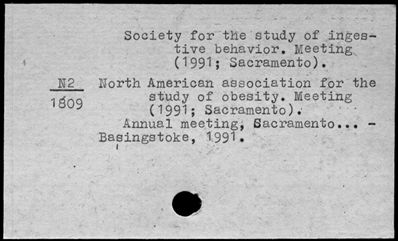 Society for the study of inges-
tive behavior. Meeting
(1991; Sacramento).
N2 North American association for the
1809 study of obesity. Meeting
(1991; Sacramento).
Annual meeting, Sacramento... -
Basingstoke, 1991.